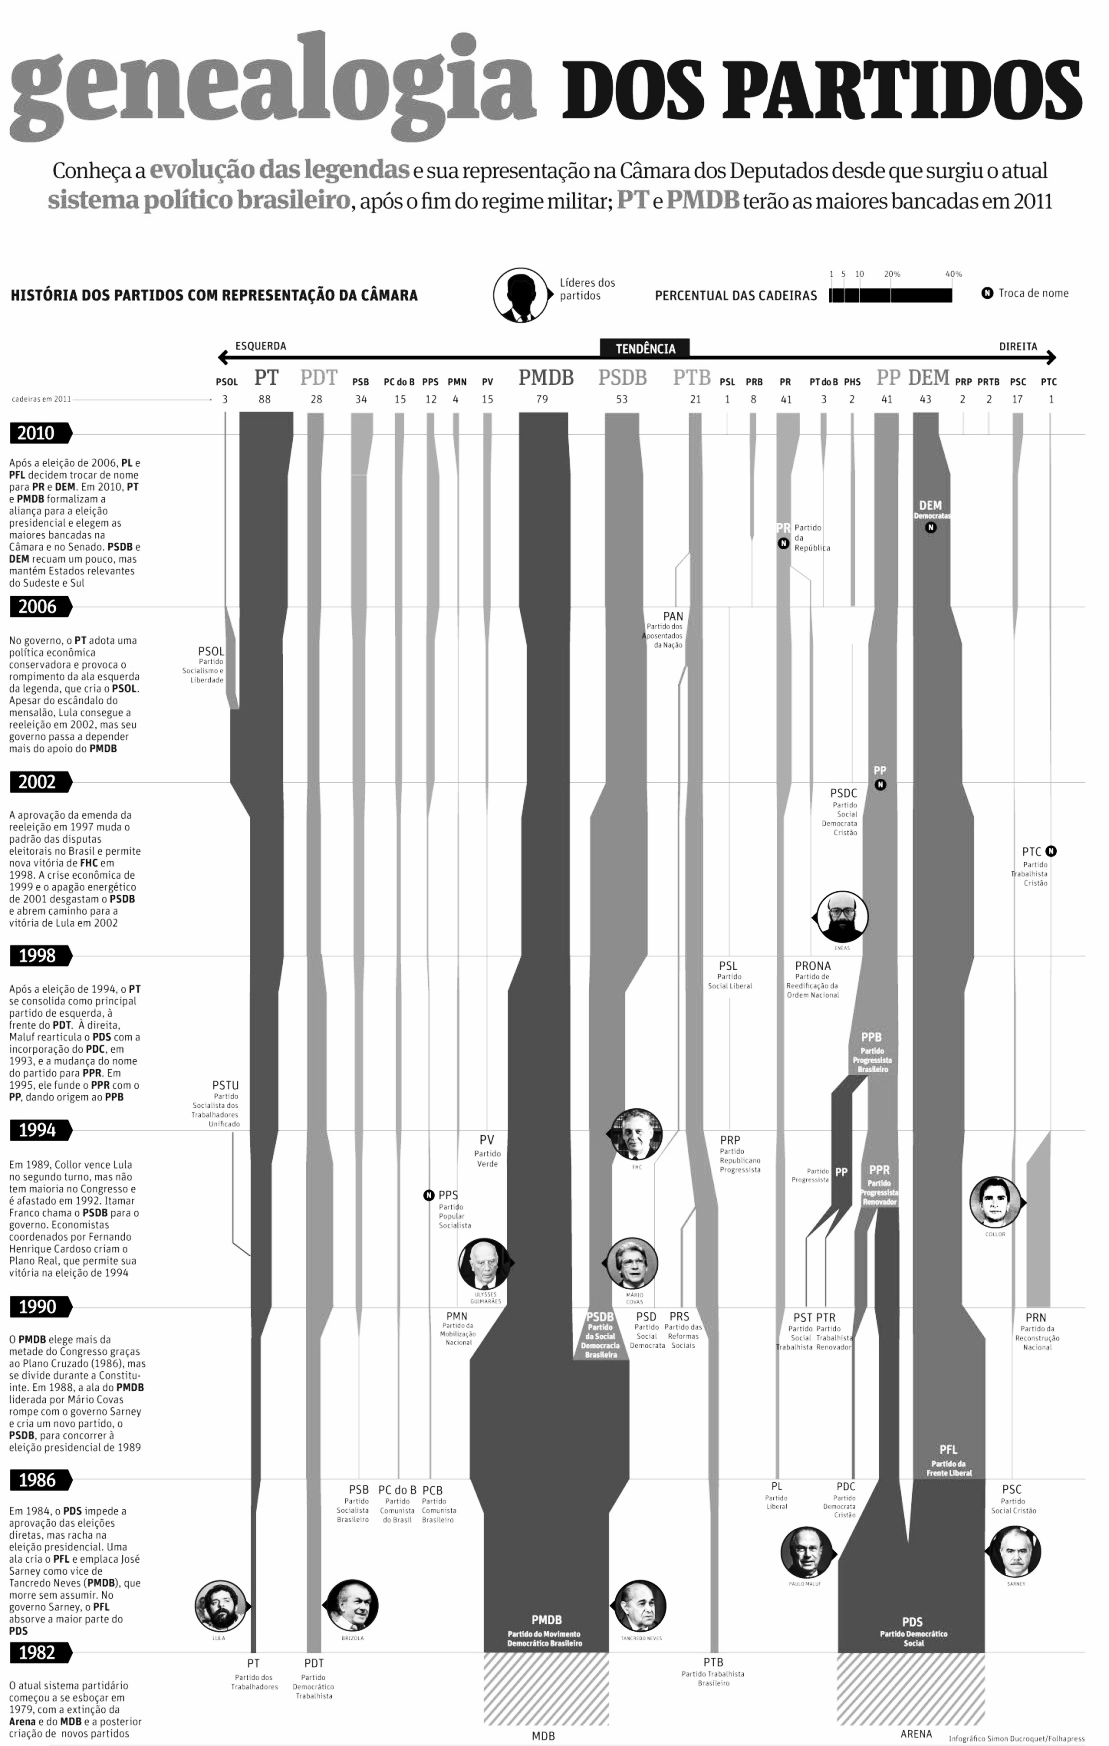 genealogia DOS PARTIDOS
Conheça a evolução das legendas e sua representação na Câmara dos Deputados desde que surgiu o atual
sistema político brasileiro, após o fim do regime militar; PT e PMDB terão as maiores bancadas em 2011
HISTÓRIA DOS PARTIDOS COM REPRESENTAÇÃO DA CÂMARA
Líderes dos
partidos
PERCENTUAL DAS CADEIRAS
1 5 10 20% 40%
N Troca de nome
ESQUERDA
TENDÊNCIA
DIREITA
PSOL PT PDT PSB PC do B PPS PMN PV PMDB PSDB PTB PSL PRB PR PT do B PHS PP DEM PRP PRTB PSC PTC
cadeiras em 2011 3 88 28 34 15 12 4 15 79 53 21 1 8 41 3 2 41 43 2 2 17 1
2010
Após a eleição de 2006, PL e
PFL decidem trocar de nome
para PR e DEM. Em 2010, PT
e PMDB formalizam a
aliança para a eleição
presidencial e elegem as
maiores bancadas na
Câmara e no Senado. PSDB e
DEM recuam um pouco, mas
mantém Estados relevantes
do Sudeste e Sul
DEM
Democratas
N
PR
N
Partido
da
República
2006
No governo, o PT adota uma
política econômica
conservadora e provoca o
rompimento da ala esquerda
da legenda, que cria o PSOL.
Apesar do escândalo do
mensalão, Lula consegue a
reeleição em 2002, mas seu
governo passa a depender
mais do apoio do PMDB
PSOL
Partido
Socialismo e
Liberdade
PAN
Partido dos
Aposentados
da Nação
2002
PP
N
A aprovação da emenda da
reeleição em 1997 muda o
padrão das disputas
eleitorais no Brasil e permite
nova vitória de FHC em
1998. A crise econômica de
1999 e o apagão energético
de 2001 desgastam o PSDB
e abrem caminho para a
vitória de Lula em 2002
PSDC
Partido
Social
Democrata
Cristão
PTC N
Partido
Trabalhista
Cristão
ENÉAS
1998
Após a eleição de 1994, o PT
se consolida como principal
partido de esquerda, à
frente do PDT. À direita,
Maluf rearticula o PDS com a
incorporação do PDC, em
1993, e a mudança do nome
do partido para PPR. Em
1995, ele funde o PPR com o
PP, dando origem ao PPB
PSL
Partido
Social Liberal
PRONA
Partido de
Reedificação da
Ordem Nacional
PPB
Partido
Progressista
Brasileiro
PSTU
Partido
Socialista dos
Trabalhadores
Unificado
1994
Em 1989, Collor vence Lula
no segundo turno, mas não
tem maioria no Congresso e
é afastado em 1992. Itamar
Franco chama o PSDB para o
governo. Economistas
coordenados por Fernando
Henrique Cardoso criam o
Plano Real, que permite sua
vitória na eleição de 1994
PV
Partido
Verde
FHC
PRP
Partido
Republicano
Progressista
Partido
Progressista
PP
PPR
Partido
Progressista
Renovador
N PPS
Partido
Popular
Socialista
COLLOR
ULYSSES
GUIMARÃES
MÁRIO
COVAS
1990
O PMDB elege mais da
metade do Congresso graças
ao Plano Cruzado (1986), mas
se divide durante a Constitu-
inte. Em 1988, a ala do PMDB
liderada por Mário Covas
rompe com o governo Sarney
e cria um novo partido, o
PSDB, para concorrer à
eleição presidencial de 1989
PMN
Partido da
Mobilização
Nacional
PSDB
Partido
da Social
Democracia
Brasileira
PSD
Partido
Social
Democrata
PRS
Partido das
Reformas
Sociais
PST
Partido
Social
Trabalhista
PTR
Partido
Trabalhista
Renovador
PRN
Partido da
Reconstrução
Nacional
PFL
Partido da
Frente Liberal
1986
Em 1984, o PDS impede a
aprovação das eleições
diretas, mas racha na
eleição presidencial. Uma
ala cria o PFL e emplaca José
Sarney como vice de
Tancredo Neves (PMDB), que
morre sem assumir. No
governo Sarney, o PFL
absorve a maior parte do
PDS
PSB
Partido
Socialista
Brasileiro
PC do B
Partido
Comunista
do Brasil
PCB
Partido
Comunista
Brasileiro
PL
Partido
Liberal
PDC
Partido
Democrata
Cristão
PSC
Partido
Social Cristão
PAULO MALUF
SARNEY
LULA
BRIZOLA
TANCREDO NEVES
PMDB
Partido do Movimento
Democrático Brasileiro
PDS
Partido Democrático
Social
1982
O atual sistema partidário
começou a se esboçar em
1979, com a extinção da
Arena e do MDB e a posterior
criação de novos partidos
PT
Partido dos
Trabalhadores
PDT
Partido
Democrático
Trabalhista
PTB
Partido Trabalhista
Brasileiro
MDB
ARENA
Infográfico Simon Ducroquet/Folhapress